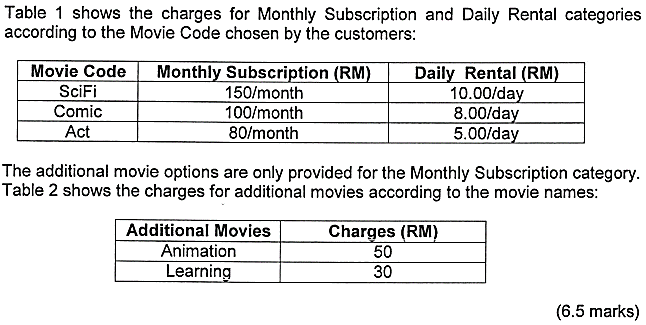 Table 1 shows the charges for Monthly Subscription and Daily Rental categories
according to the Movie Code chosen by the customers:
Movie Code Monthly Subscription (RM) Daily Rental (RM)
SciFi 150/month 10.00/day
Comic 100/month 8.00/day
Act 80/month 5.00/day
The additional movie options are only provided for the Monthly Subscription category.
Table 2 shows the charges for additional movies according to the movie names:
Additional Movies Charges (RM)
Animation 50
Learning 30
(6.5 marks)